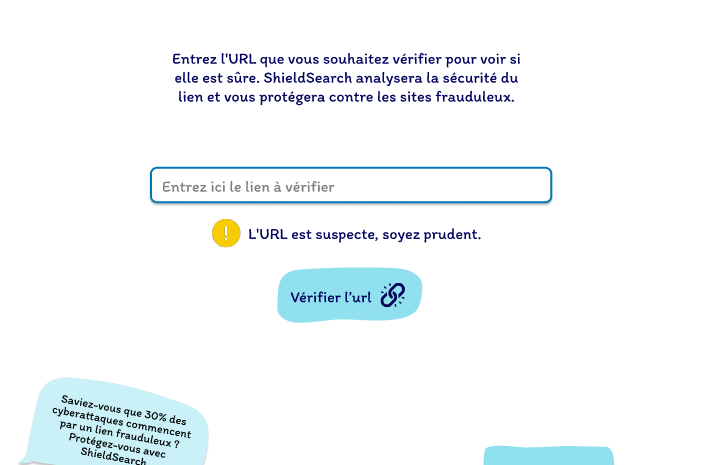 Entrez l'URL que vous souhaitez vérifier pour voir si
elle est sûre. ShieldSearch analysera la sécurité du
lien et vous protégera contre les sites frauduleux.
Entrez ici le lien à vérifier
! L'URL est suspecte, soyez prudent.
Vérifier l'url
Saviez-vous que 30% des
cyberattaques commencent
par un lien frauduleux ?
Protégez-vous avec
ShieldSearch